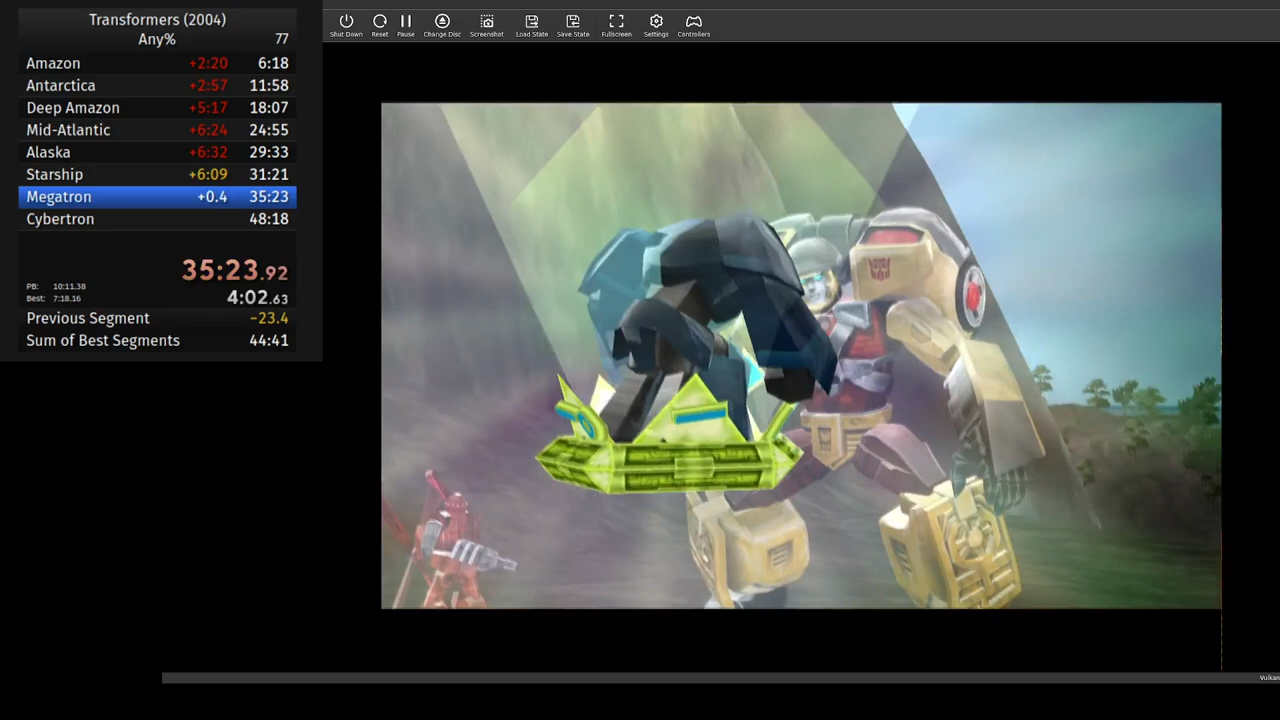 Transformers (2004)
Any% 77
Amazon +2:20 6:18
Antarctica +2:57 11:58
Deep Amazon +5:17 18:07
Mid-Atlantic +6:24 24:55
Alaska +6:32 29:33
Starship +6:09 31:21
Megatron +0.4 35:23
Cybertron 48:18
35:23.92
PB: 10:11.38
Best: 7:18.16
4:02.63
Previous Segment -23.4
Sum of Best Segments 44:41
Shut Down Reset Pause Change Disc Screenshot Load State Save State Fullscreen Settings Controllers
Vulkan